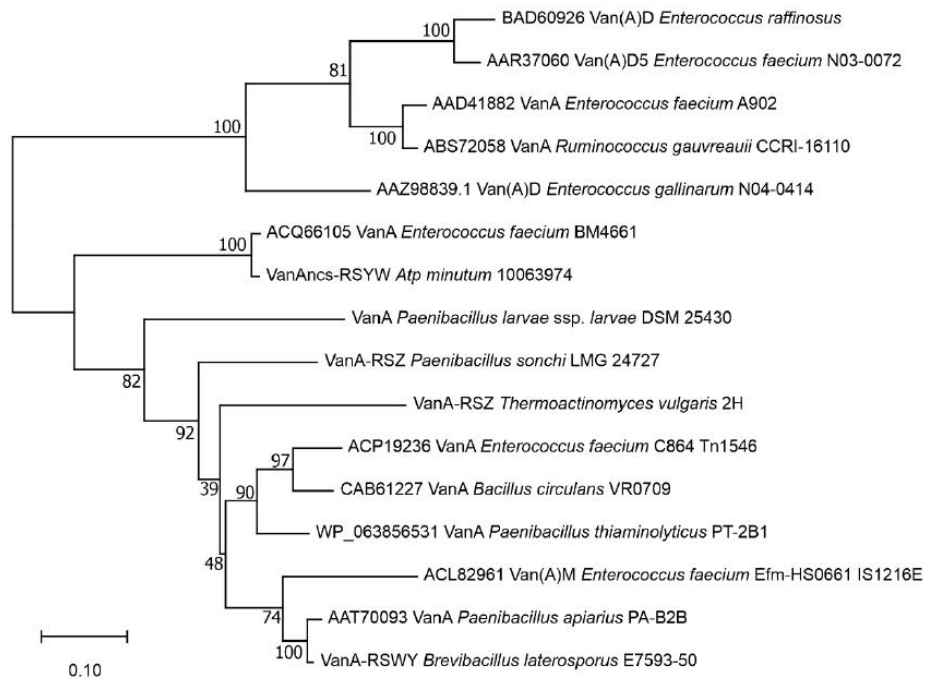 BAD60926 Van(A)D Enterococcus raffinosus
100
AAR37060 Van(A)D5 Enterococcus faecium N03-0072
81
AAD41882 VanA Enterococcus faecium A902
100
100
ABS72058 VanA Ruminococcus gauvreauii CCRI-16110
AAZ98839.1 Van(A)D Enterococcus gallinarum N04-0414
ACQ66105 VanA Enterococcus faecium BM4661
100
VanAncs-RSYW Atp minutum 10063974
VanA Paenibacillus larvae ssp. larvae DSM 25430
VanA-RSZ Paenibacillus sonchi LMG 24727
82
VanA-RSZ Thermoactinomyces vulgaris 2H
92
ACP19236 VanA Enterococcus faecium C864 Tn1546
97
CAB61227 VanA Bacillus circulans VR0709
39
90
WP_063856531 VanA Paenibacillus thiaminolyticus PT-2B1
48
ACL82961 Van(A)M Enterococcus faecium Efm-HS0661 IS1216E
74
AAT70093 VanA Paenibacillus apiarius PA-B2B
100
VanA-RSWY Brevibacillus laterosporus E7593-50
0.10